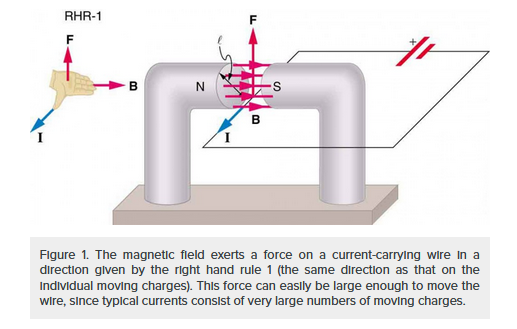 RHR-1
F
B
I
F
ℓ
N
S
B
I
+
Figure 1. The magnetic field exerts a force on a current-carrying wire in a
direction given by the right hand rule 1 (the same direction as that on the
individual moving charges). This force can easily be large enough to move the
wire, since typical currents consist of very large numbers of moving charges.